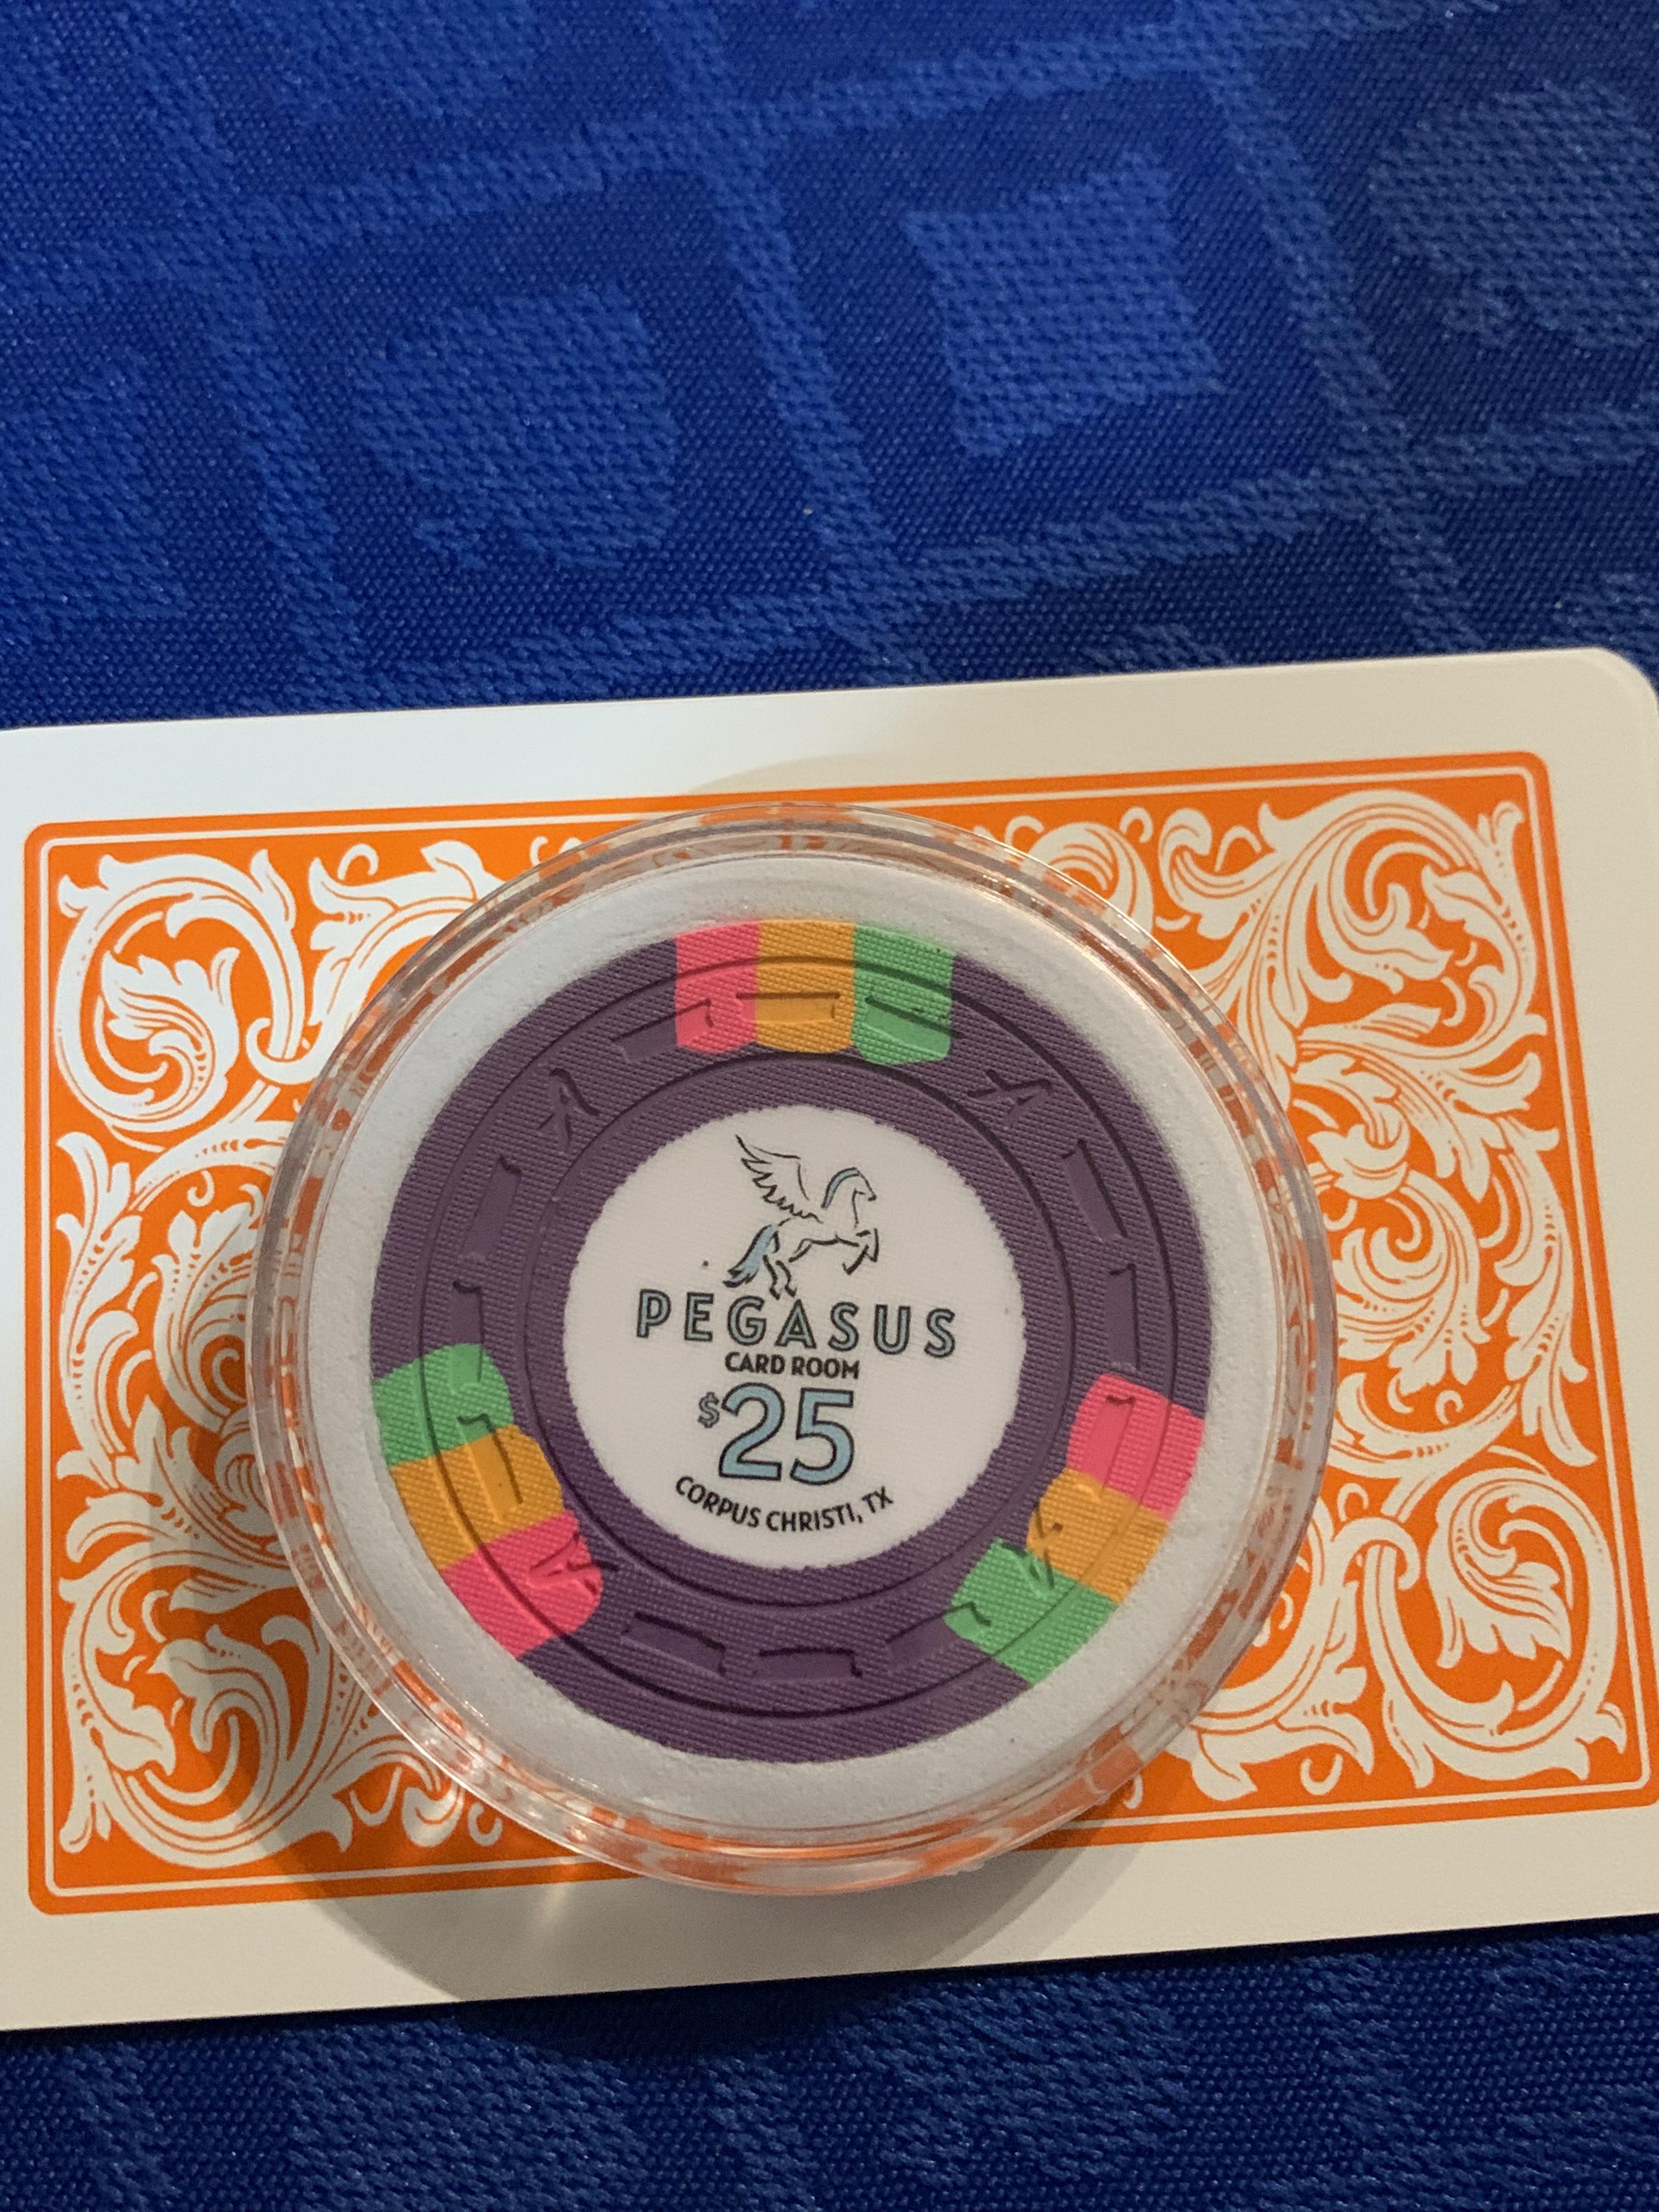 PEGASUS
CARD ROOM
$25
CORPUS CHRISTI, TX